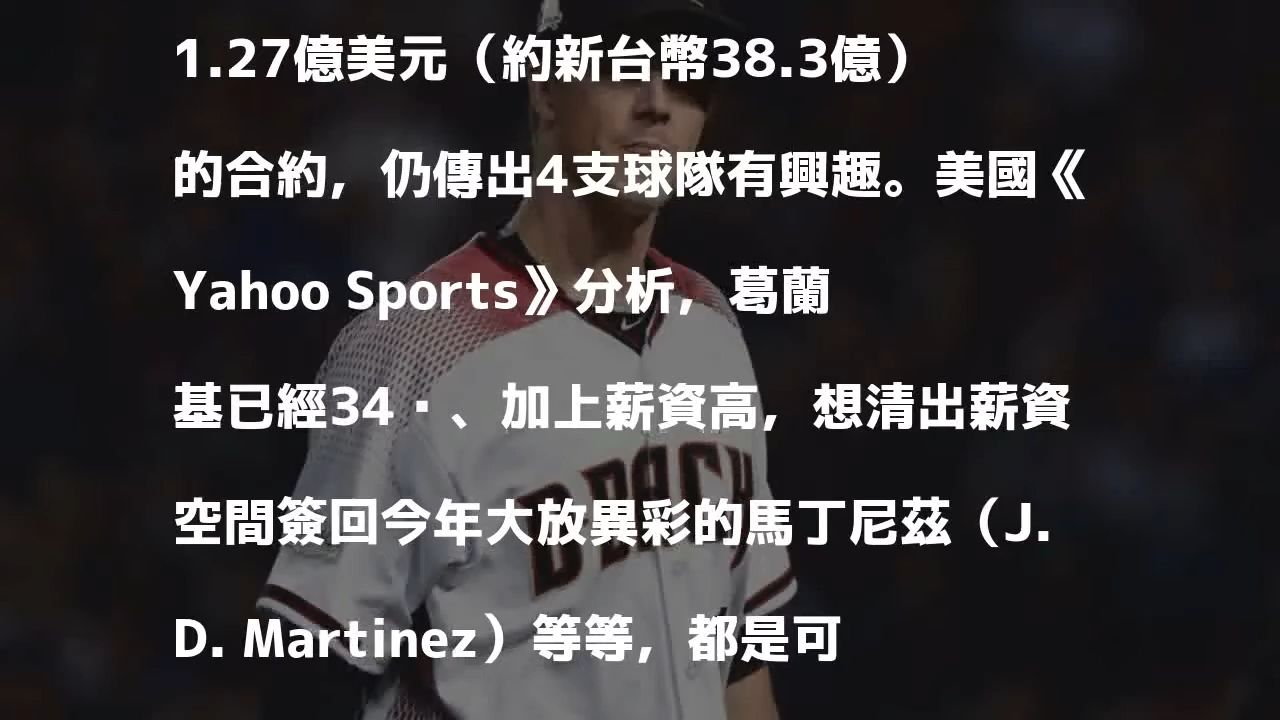 1.27億美元（約新台幣38.3億）
的合約，仍傳出4支球隊有興趣。美國《
Yahoo Sports》分析，葛蘭
基已經34▪、加上薪資高，想清出薪資
空間簽回今年大放異彩的馬丁尼茲（J.
D. Martinez）等等，都是可